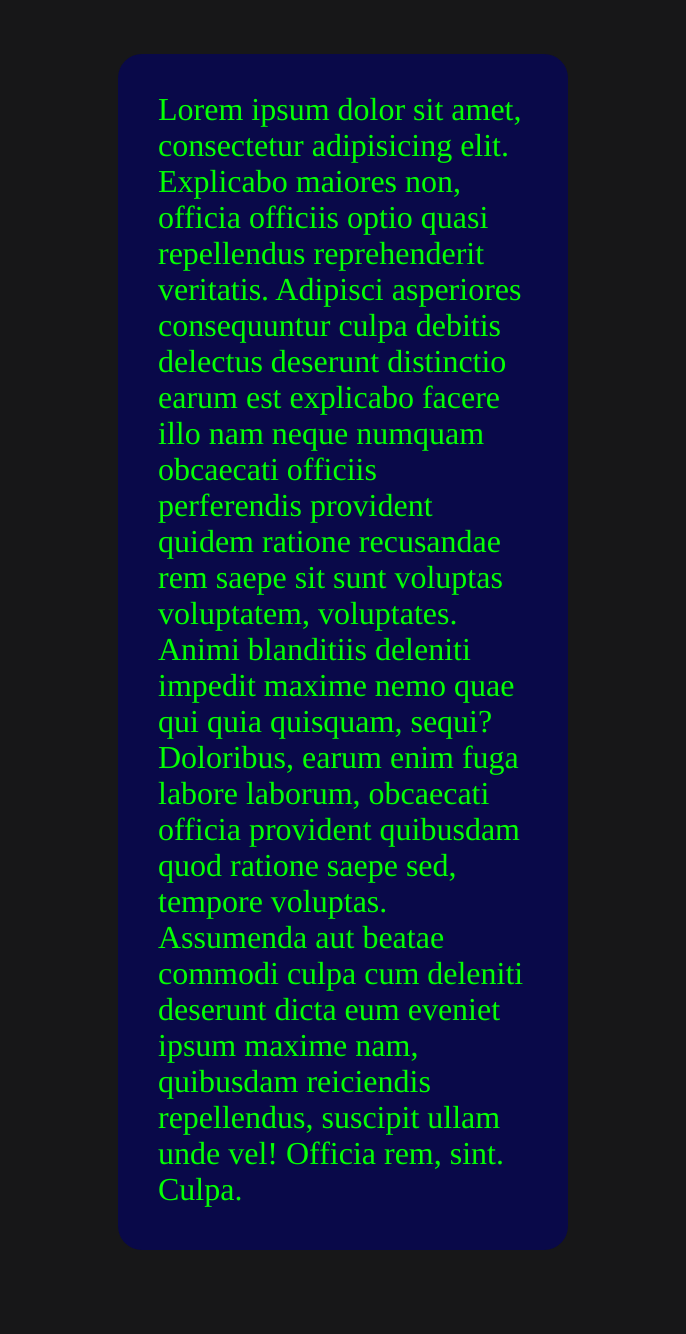 Lorem ipsum dolor sit amet,
consectetur adipisicing elit.
Explicabo maiores non,
officia officiis optio quasi
repellendus reprehenderit
veritatis. Adipisci asperiores
consequuntur culpa debitis
delectus deserunt distinctio
earum est explicabo facere
illo nam neque numquam
obcaecati officiis
perferendis provident
quidem ratione recusandae
rem saepe sit sunt voluptas
voluptatem, voluptates.
Animi blanditiis deleniti
impedit maxime nemo quae
qui quia quisquam, sequi?
Doloribus, earum enim fuga
labore laborum, obcaecati
officia provident quibusdam
quod ratione saepe sed,
tempore voluptas.
Assumenda aut beatae
commodi culpa cum deleniti
deserunt dicta eum eveniet
ipsum maxime nam,
quibusdam reiciendis
repellendus, suscipit ullam
unde vel! Officia rem, sint.
Culpa.